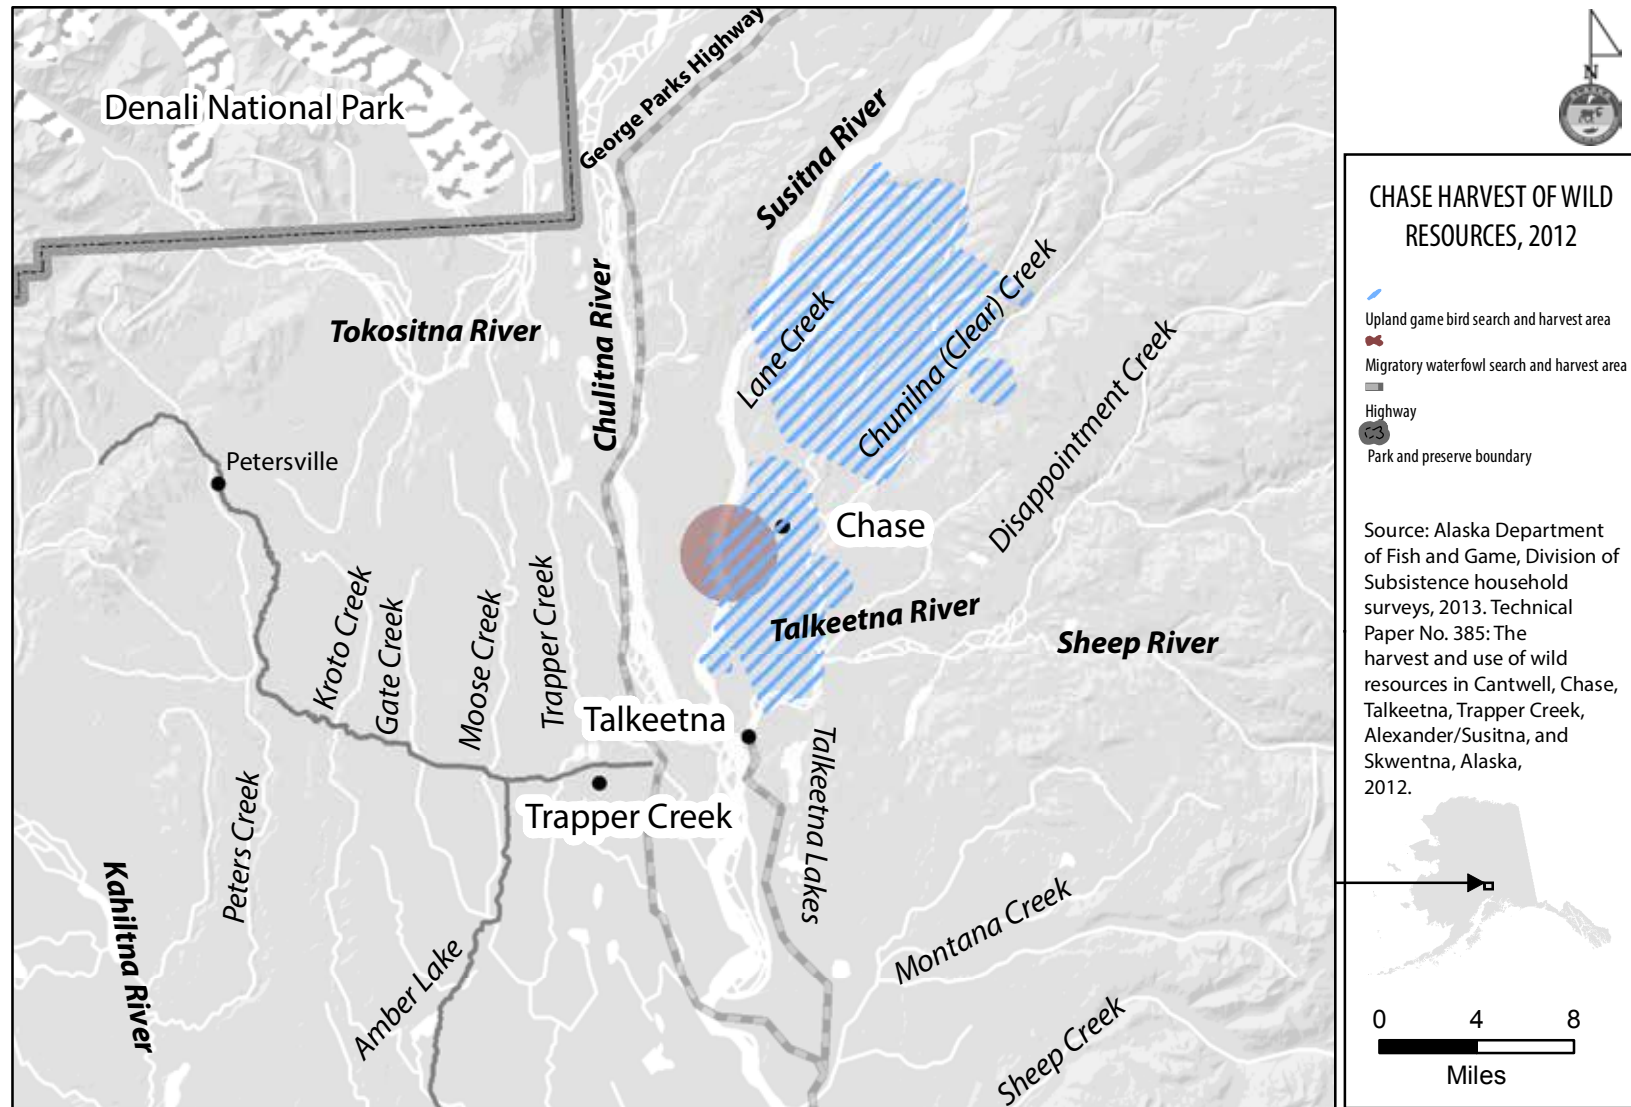 Denali National Park
George Parks Highway
Susitna River
Tokositna River
Chulitna River
Lane Creek
Chunilna (Clear) Creek
Disappointment Creek
Petersville
Chase
Kroto Creek
Gate Creek
Moose Creek
Trapper Creek
Talkeetna River
Sheep River
Talkeetna
Trapper Creek
Talkeetna Lakes
Peters Creek
Kahiltna River
Amber Lake
Montana Creek
Sheep Creek
N
ALASKA
CHASE HARVEST OF WILD
RESOURCES, 2012
Upland game bird search and harvest area
Migratory waterfowl search and harvest area
Highway
Park and preserve boundary
Source: Alaska Department
of Fish and Game, Division of
Subsistence household
surveys, 2013. Technical
Paper No. 385: The
harvest and use of wild
resources in Cantwell, Chase,
Talkeetna, Trapper Creek,
Alexander/Susitna, and
Skwentna, Alaska,
2012.
0 4 8
Miles